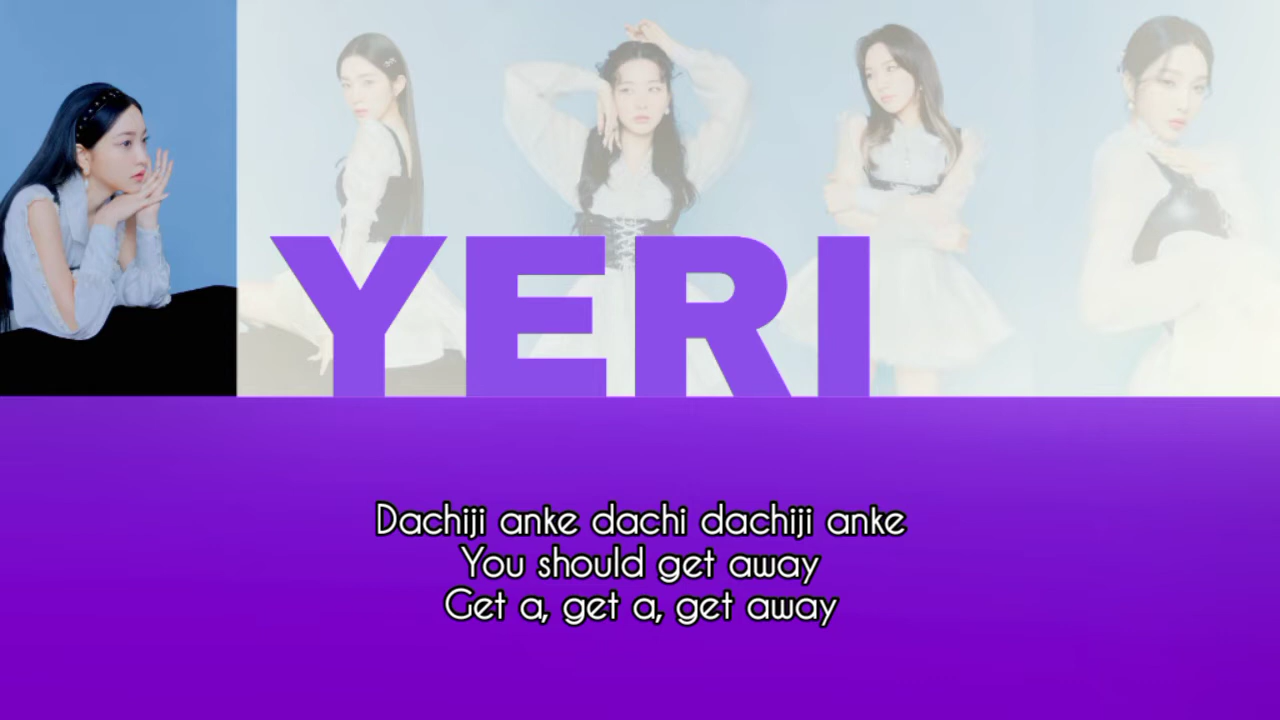 YERI
Dachiji anke dachi dachiji anke
You should get away
Get a, get a, get away